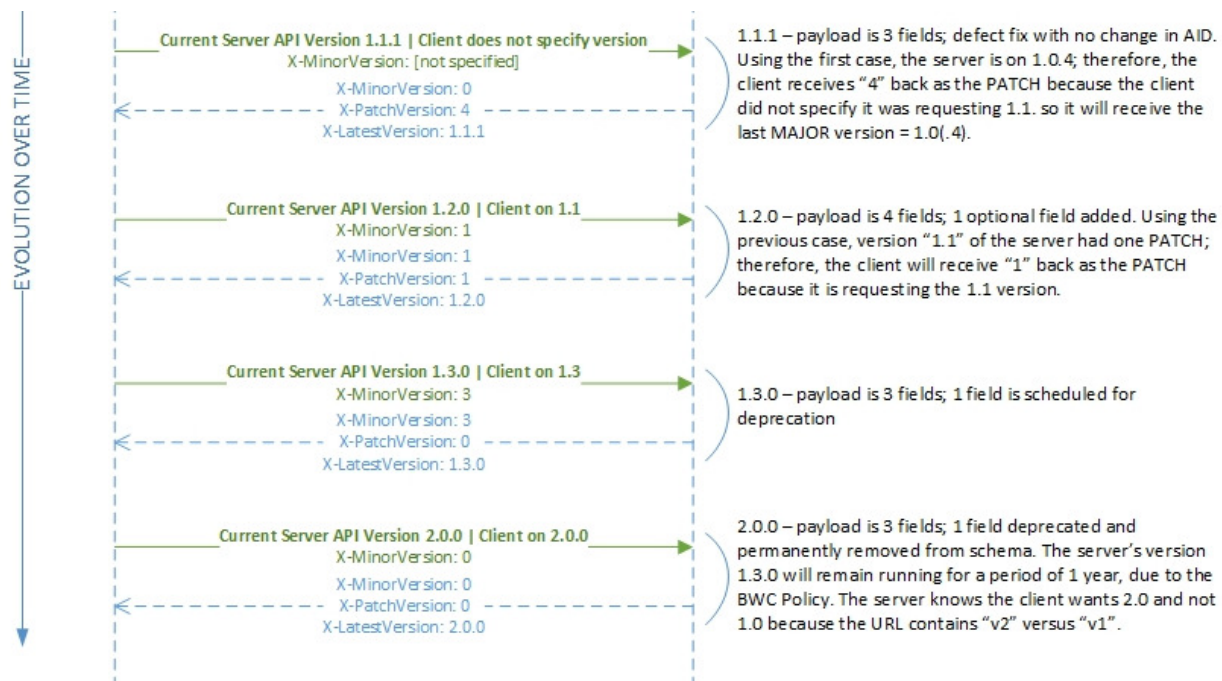 EVOLUTION OVER TIME
Current Server API Version 1.1.1 | Client does not specify version
X-MinorVersion: [not specified]
X-MinorVersion: 0
X-PatchVersion: 4
X-LatestVersion: 1.1.1
1.1.1 – payload is 3 fields; defect fix with no change in AID.
Using the first case, the server is on 1.0.4; therefore, the
client receives “4” back as the PATCH because the client
did not specify it was requesting 1.1. so it will receive the
last MAJOR version = 1.0(.4).
Current Server API Version 1.2.0 | Client on 1.1
X-MinorVersion: 1
X-MinorVersion: 1
X-PatchVersion: 1
X-LatestVersion: 1.2.0
1.2.0 – payload is 4 fields; 1 optional field added. Using the
previous case, version “1.1” of the server had one PATCH;
therefore, the client will receive “1” back as the PATCH
because it is requesting the 1.1 version.
Current Server API Version 1.3.0 | Client on 1.3
X-MinorVersion: 3
X-MinorVersion: 3
X-PatchVersion: 0
X-LatestVersion: 1.3.0
1.3.0 – payload is 3 fields; 1 field is scheduled for
deprecation
Current Server API Version 2.0.0 | Client on 2.0.0
X-MinorVersion: 0
X-MinorVersion: 0
X-PatchVersion: 0
X-LatestVersion: 2.0.0
2.0.0 – payload is 3 fields; 1 field deprecated and
permanently removed from schema. The server’s version
1.3.0 will remain running for a period of 1 year, due to the
BWC Policy. The server knows the client wants 2.0 and not
1.0 because the URL contains “v2” versus “v1”.